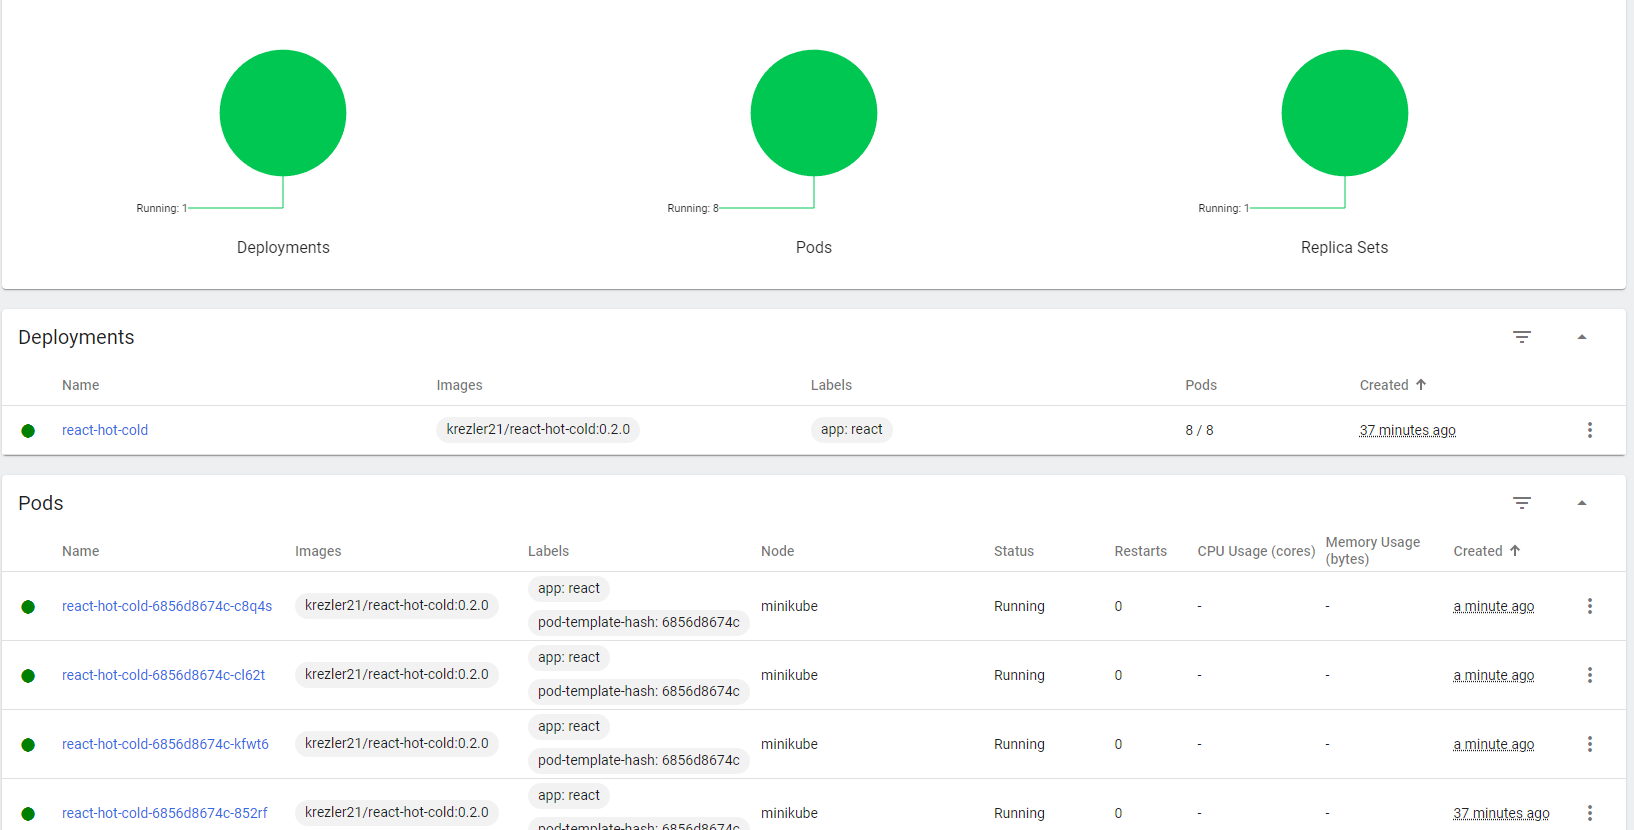 Running: 1
Running: 8
Running: 1
Deployments
Pods
Replica Sets
Deployments
Name Images Labels Pods Created
react-hot-cold krezler21/react-hot-cold:0.2.0 app: react 8 / 8 37 minutes ago
Pods
Name Images Labels Node Status Restarts CPU Usage (cores) Memory Usage (bytes) Created
react-hot-cold-6856d8674c-c8q4s krezler21/react-hot-cold:0.2.0 app: react minikube Running 0 - - a minute ago
pod-template-hash: 6856d8674c
react-hot-cold-6856d8674c-cl62t krezler21/react-hot-cold:0.2.0 app: react minikube Running 0 - - a minute ago
pod-template-hash: 6856d8674c
react-hot-cold-6856d8674c-kfwt6 krezler21/react-hot-cold:0.2.0 app: react minikube Running 0 - - a minute ago
pod-template-hash: 6856d8674c
react-hot-cold-6856d8674c-852rf krezler21/react-hot-cold:0.2.0 app: react minikube Running 0 - - 37 minutes ago
pod-template-hash: 6856d8674c